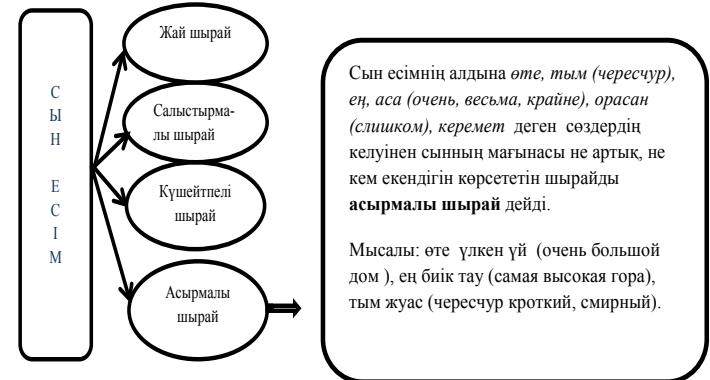 СЫН ЕСІМ
Жай шырай
Салыстырма-
лы шырай
Күшейтпелі
шырай
Асырмалы
шырай
Сын есімнің алдына өте, тым (чересчур),
ең, аса (очень, весьма, крайне), орасан
(слишком), керемет деген сөздердің
келуінен сынның мағынасы не артық, не
кем екендігін көрсететін шырайды
асырмалы шырай дейді.
Мысалы: өте үлкен үй (очень большой
дом ), ең биік тау (самая высокая гора),
тым жуас (чересчур кроткий, смирный).